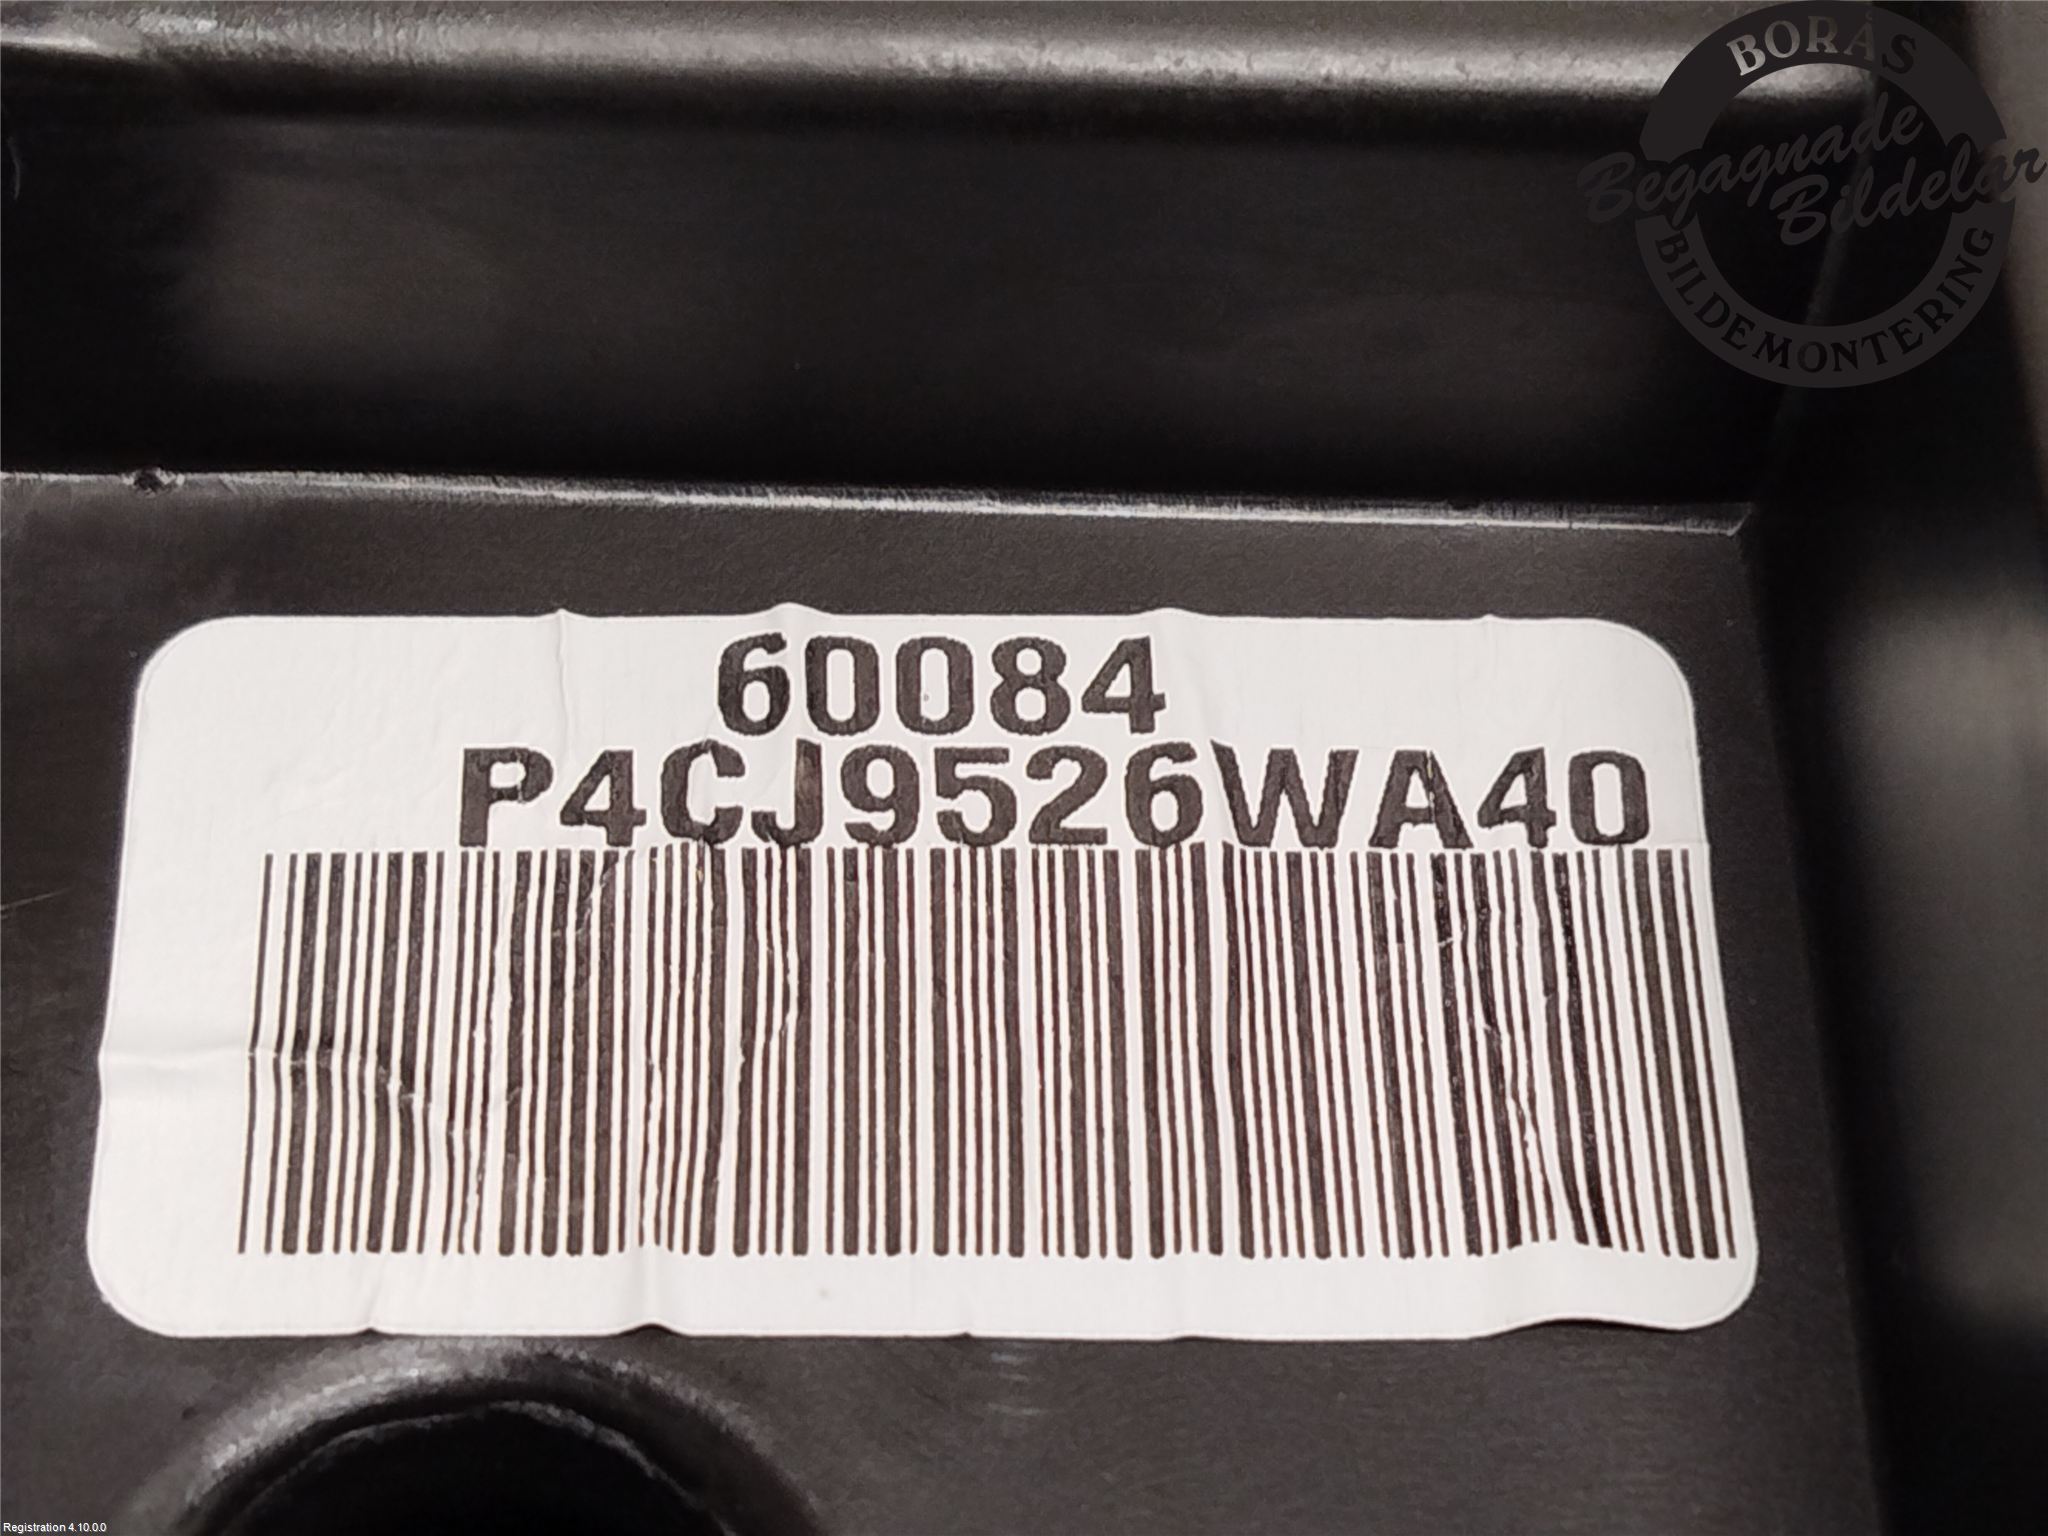 BORÅS
Begagnade
Bildelar
BILDEMONTERING
60084
P4CJ9526WA40
Registration 4.10.0.0